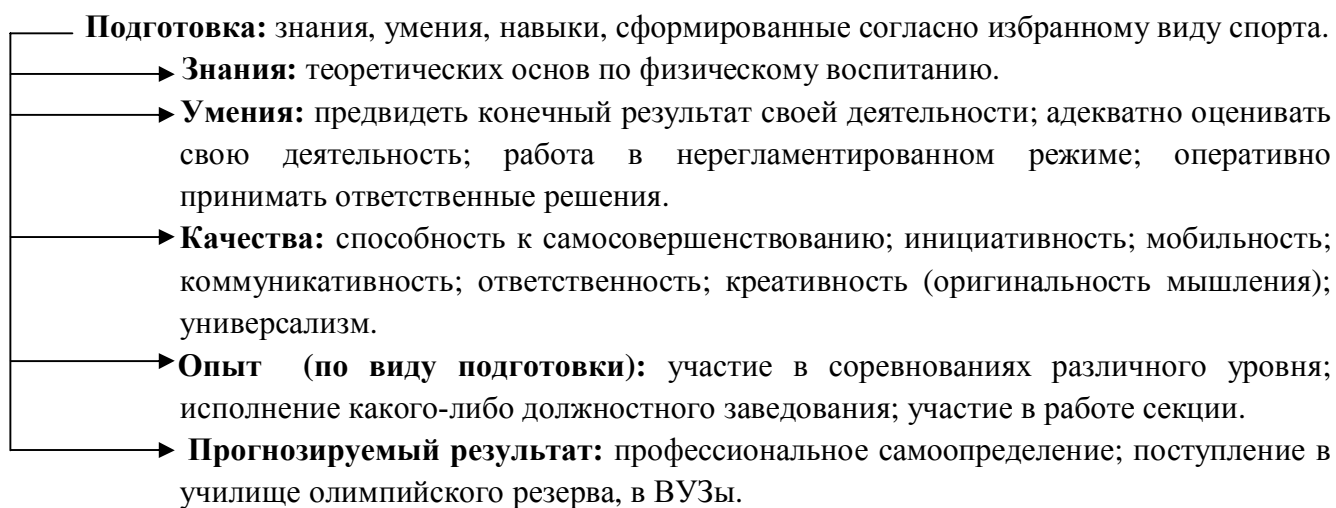 Подготовка: знания, умения, навыки, сформированные согласно избранному виду спорта.
Знания: теоретических основ по физическому воспитанию.
Умения: предвидеть конечный результат своей деятельности; адекватно оценивать
свою деятельность; работа в нерегламентированном режиме; оперативно
принимать ответственные решения.
Качества: способность к самосовершенствованию; инициативность; мобильность;
коммуникативность; ответственность; креативность (оригинальность мышления);
универсализм.
Опыт (по виду подготовки): участие в соревнованиях различного уровня;
исполнение какого-либо должностного заведования; участие в работе секции.
Прогнозируемый результат: профессиональное самоопределение; поступление в
училище олимпийского резерва, в ВУЗы.